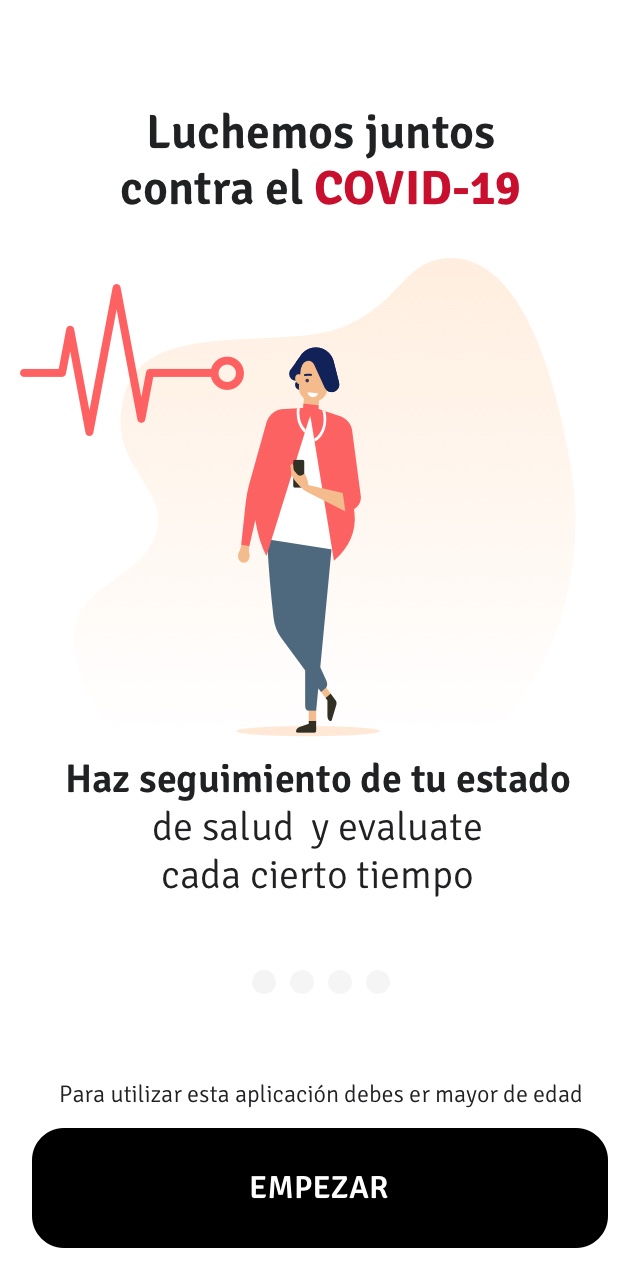 Luchemos juntos
contra el COVID-19
Haz seguimiento de tu estado
de salud  y evaluate
cada cierto tiempo
Para utilizar esta aplicación debes er mayor de edad
EMPEZAR